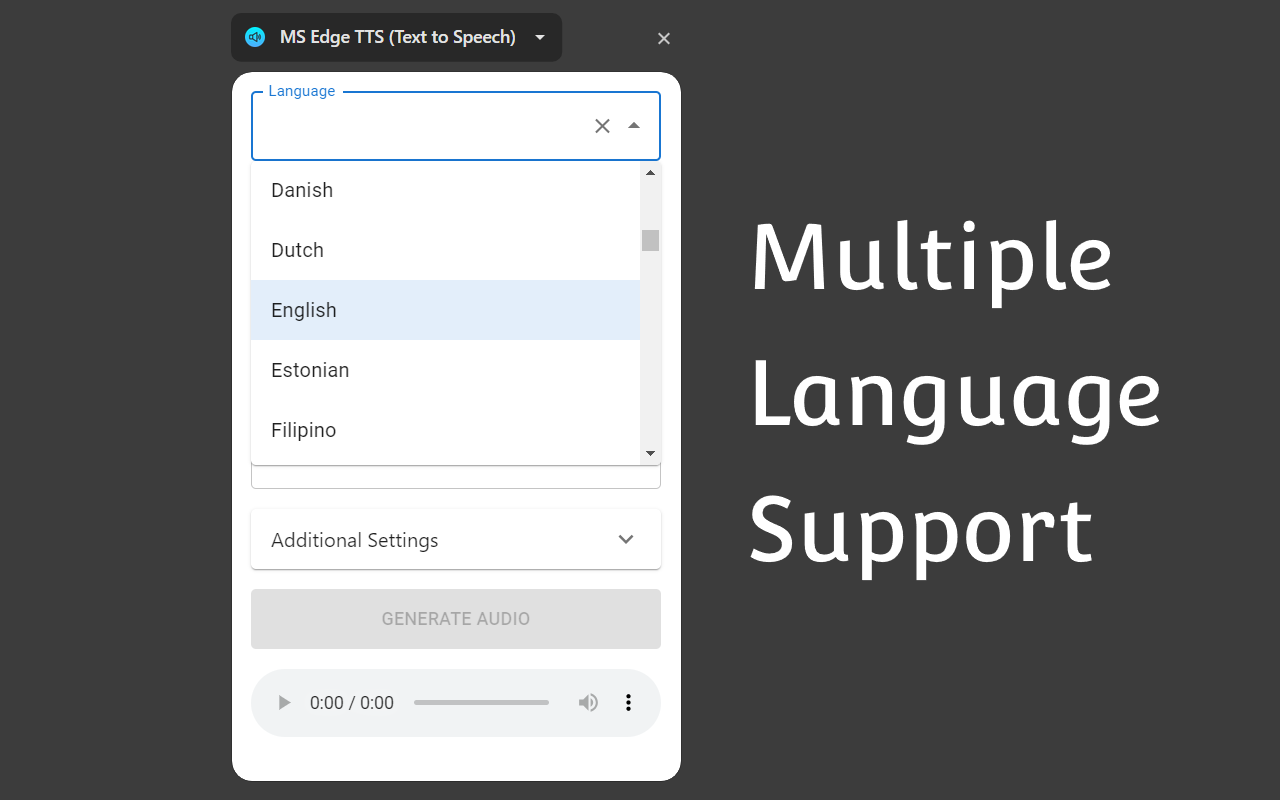 MS Edge TTS (Text to Speech)
Language
Danish
Dutch
English
Estonian
Filipino
Additional Settings
GENERATE AUDIO
0:00 / 0:00
Multiple
Language
Support